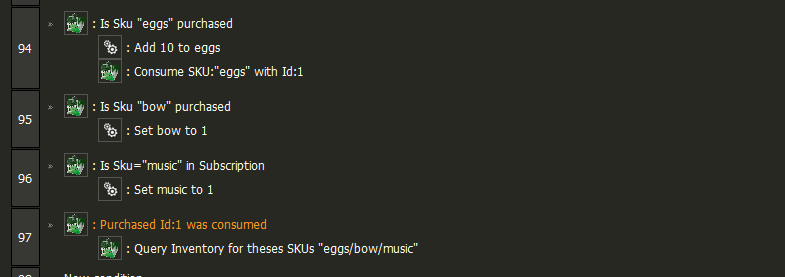 94
» : Is Sku "eggs" purchased
: Add 10 to eggs
: Consume SKU:"eggs" with Id:1
95
» : Is Sku "bow" purchased
: Set bow to 1
96
» : Is Sku="music" in Subscription
: Set music to 1
97
» : Purchased Id:1 was consumed
: Query Inventory for theses SKUs "eggs/bow/music"
New condition